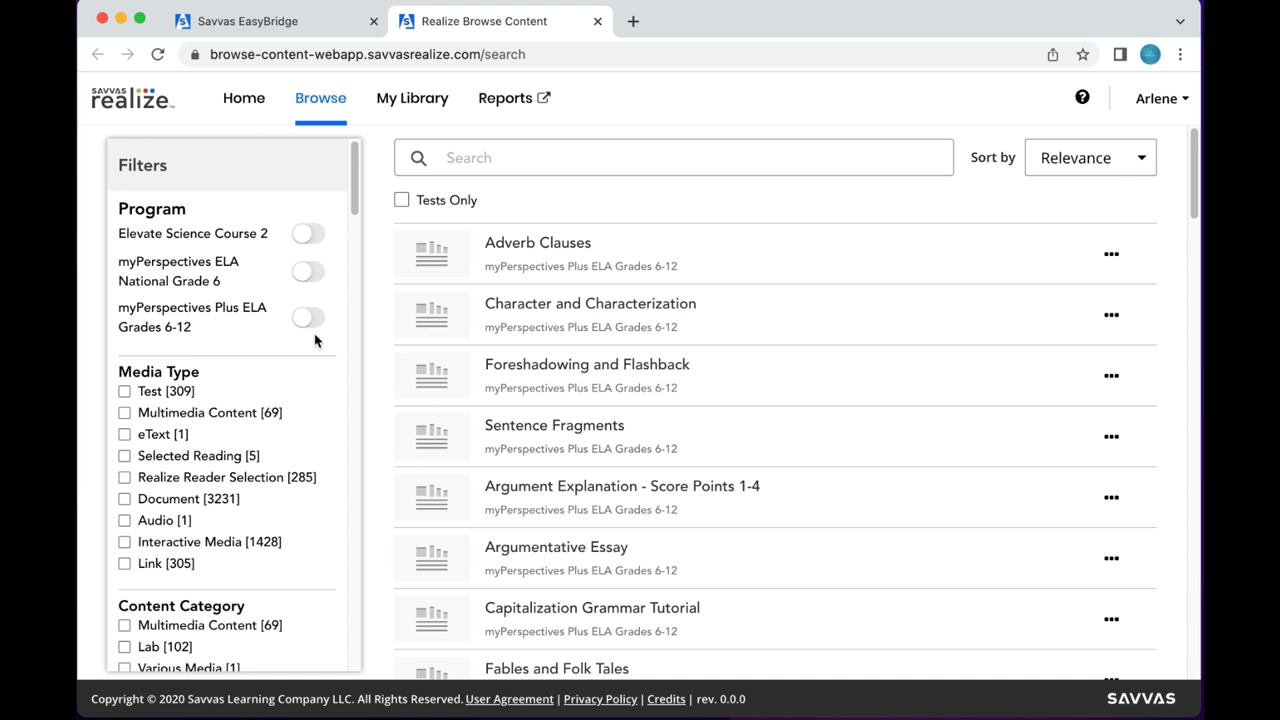 Savvas EasyBridge
Realize Browse Content
browse-content-webapp.savvasrealize.com/search
SAVVAS
realize™
Home
Browse
My Library
Reports
Arlene
Filters
Program
Elevate Science Course 2
myPerspectives ELA
National Grade 6
myPerspectives Plus ELA
Grades 6-12
Media Type
Test [309]
Multimedia Content [69]
eText [1]
Selected Reading [5]
Realize Reader Selection [285]
Document [3231]
Audio [1]
Interactive Media [1428]
Link [305]
Content Category
Multimedia Content [69]
Lab [102]
Various Media [1]
Search
Sort by
Relevance
Tests Only
Adverb Clauses
myPerspectives Plus ELA Grades 6-12
Character and Characterization
myPerspectives Plus ELA Grades 6-12
Foreshadowing and Flashback
myPerspectives Plus ELA Grades 6-12
Sentence Fragments
myPerspectives Plus ELA Grades 6-12
Argument Explanation - Score Points 1-4
myPerspectives Plus ELA Grades 6-12
Argumentative Essay
myPerspectives Plus ELA Grades 6-12
Capitalization Grammar Tutorial
myPerspectives Plus ELA Grades 6-12
Fables and Folk Tales
Copyright © 2020 Savvas Learning Company LLC. All Rights Reserved. User Agreement | Privacy Policy | Credits | rev. 0.0.0
SAVVAS